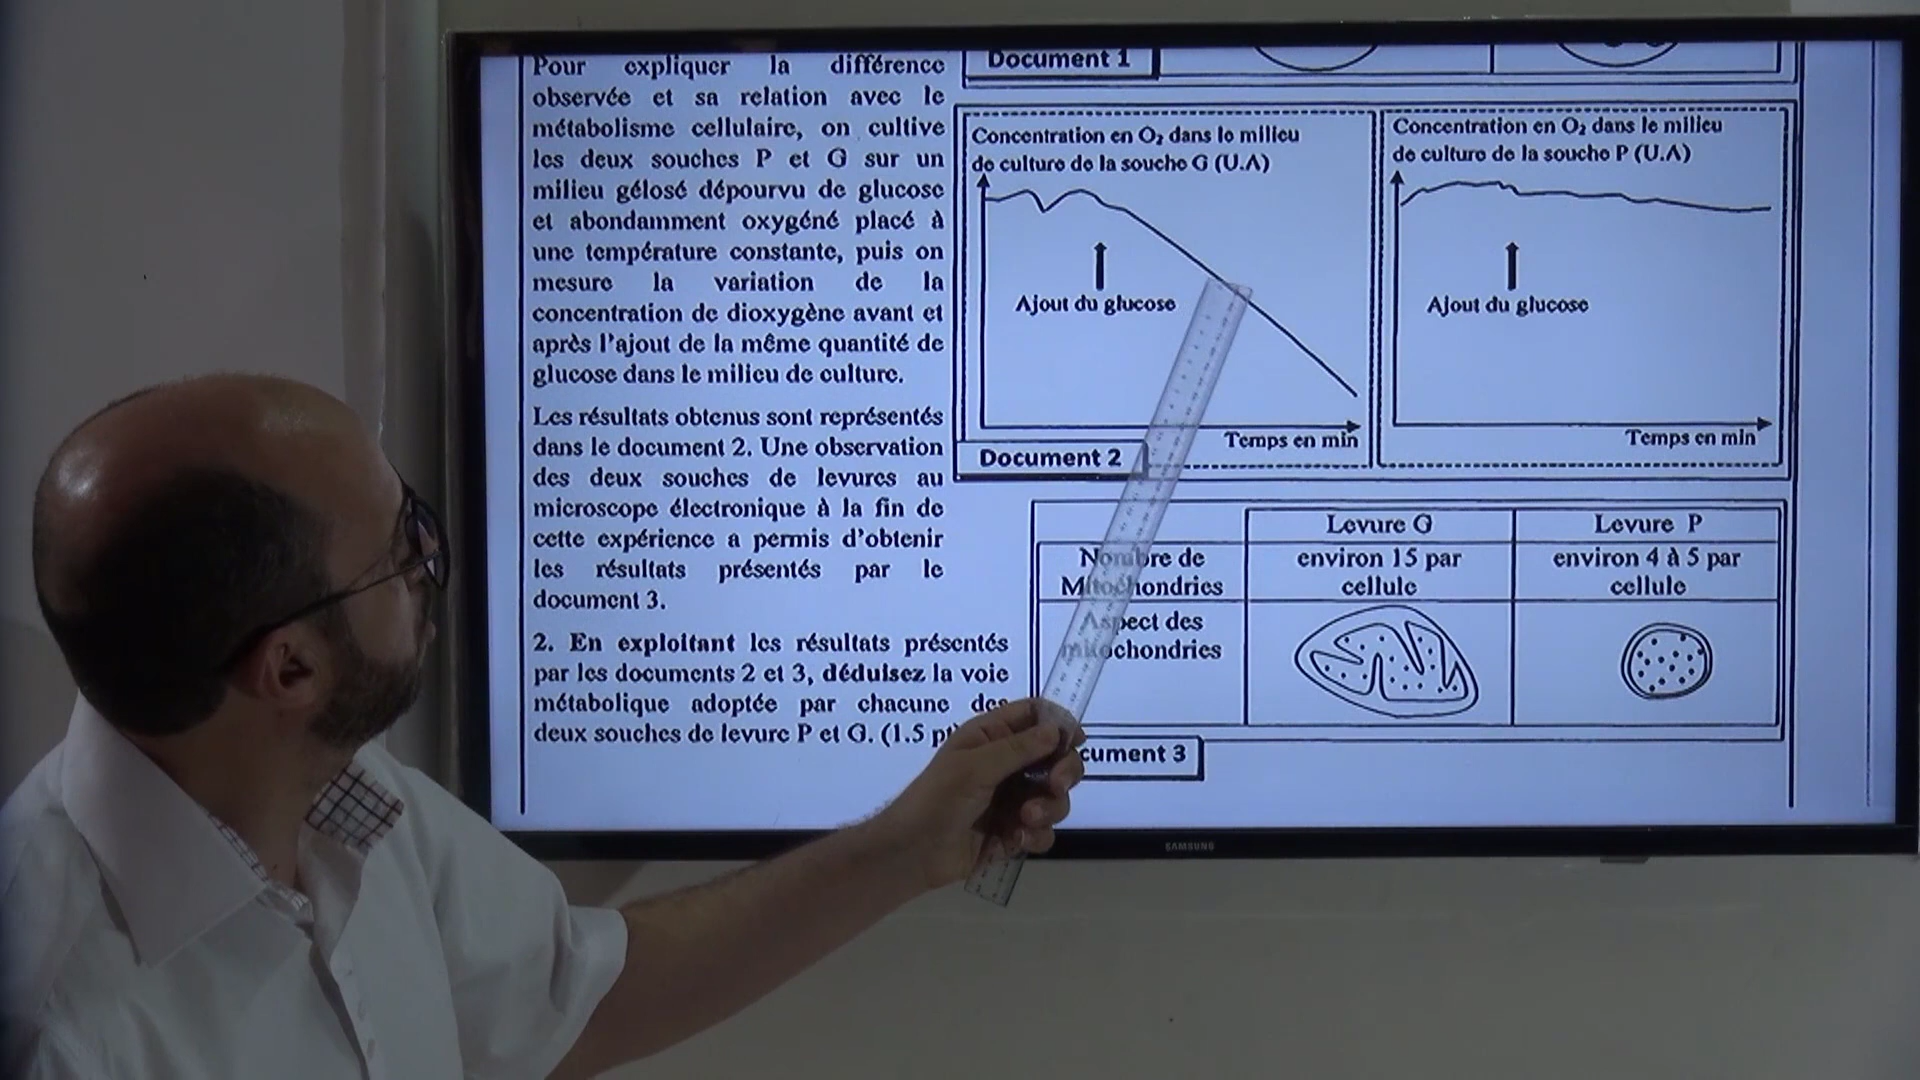 Pour expliquer la différence
observée et sa relation avec le
métabolisme cellulaire, on cultive
les deux souches P et G sur un
milieu gélosé dépourvu de glucose
et abondamment oxygéné placé à
une température constante, puis on
mesure la variation de la
concentration de dioxygène avant et
après l'ajout de la même quantité de
glucose dans le milieu de culture.
Les résultats obtenus sont représentés
dans le document 2. Une observation
des deux souches de levures au
microscope électronique à la fin de
cette expérience a permis d'obtenir
les résultats présentés par le
document 3.
2. En exploitant les résultats présentés
par les documents 2 et 3, déduisez la voie
métabolique adoptée par chacune des
deux souches de levure P et G. (1.5 pt
Document 1
Concentration en O₂ dans le milieu
de culture de la souche G (U.A)
Ajout du glucose
Temps en min
Document 2
Concentration en O₂ dans le milieu
de culture de la souche P (U.A)
Ajout du glucose
Temps en min
Levure G
Levure P
Nombre de
Mitochondries
environ 15 par
cellule
environ 4 à 5 par
cellule
Aspect des
mitochondries
cument 3
SAMSUNG